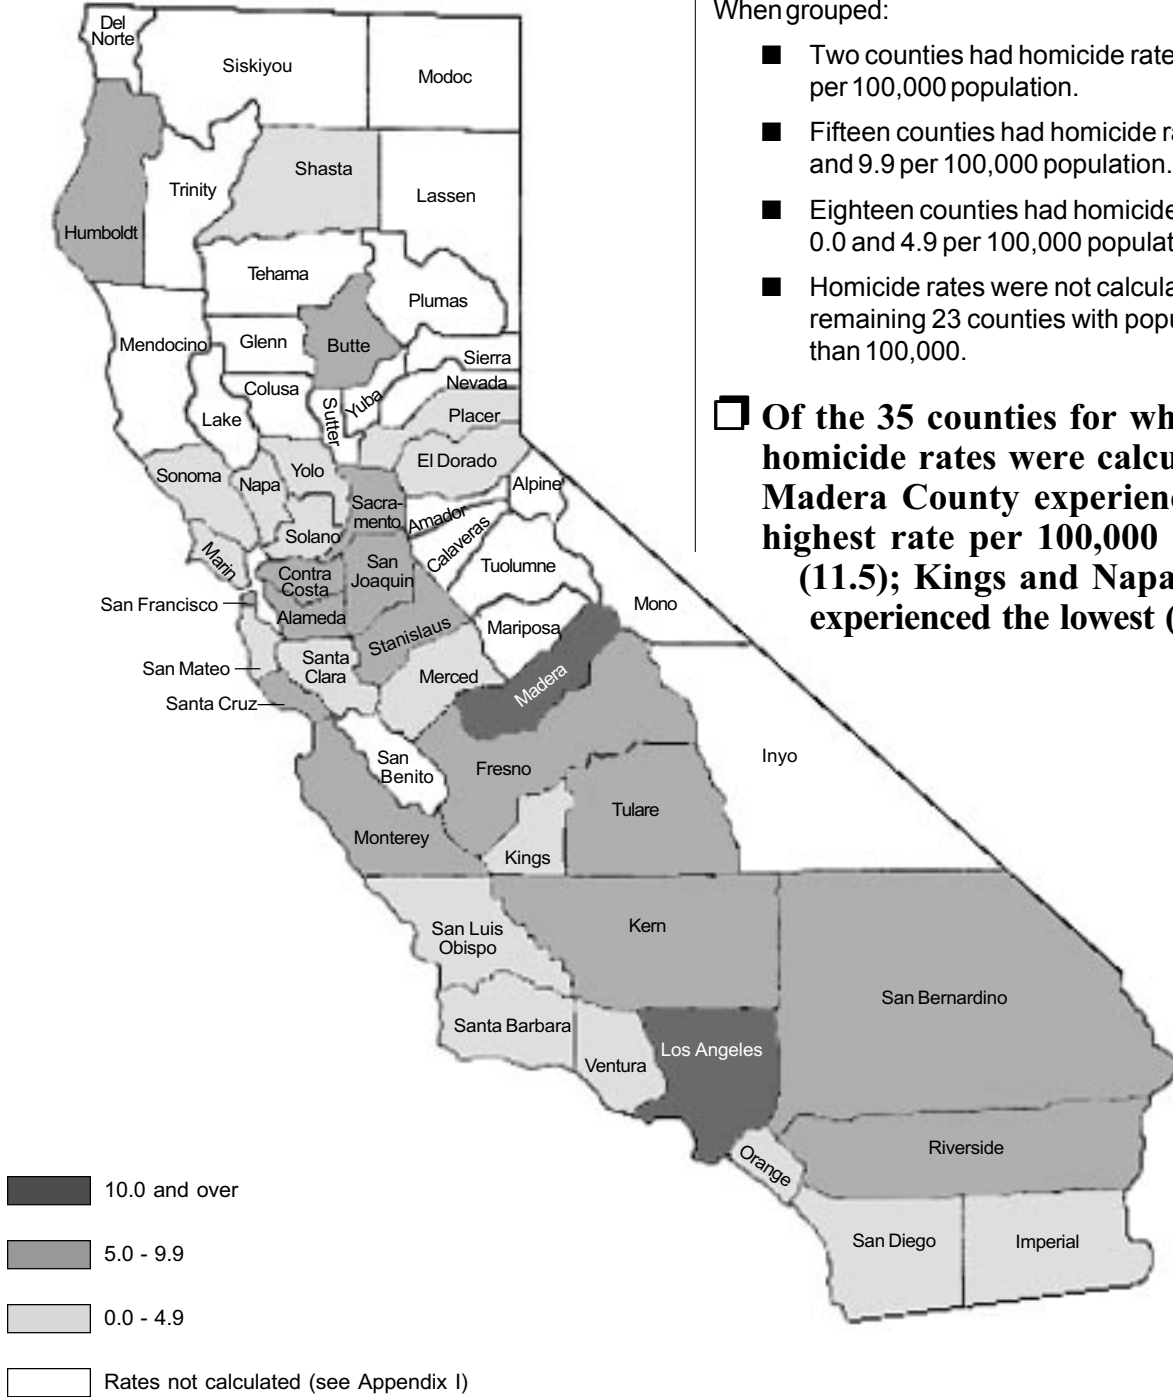 When grouped:
■ Two counties had homicide rate
per 100,000 population.
■ Fifteen counties had homicide r
and 9.9 per 100,000 population.
■ Eighteen counties had homicide
0.0 and 4.9 per 100,000 populat
■ Homicide rates were not calcula
remaining 23 counties with popu
than 100,000.
Of the 35 counties for wh
homicide rates were calcu
Madera County experienc
highest rate per 100,000
(11.5); Kings and Napa
experienced the lowest (
Del
Norte
Siskiyou
Modoc
Shasta
Trinity
Lassen
Humboldt
Tehama
Plumas
Mendocino
Glenn
Butte
Sierra
Colusa
Nevada
Lake
Sutter
Yuba
Placer
Sonoma
Napa
Yolo
El Dorado
Alpine
Sacra-
mento
Amador
Solano
Calaveras
Marin
Contra
Costa
San
Joaquin
Tuolumne
San Francisco
Alameda
Mono
Stanislaus
Mariposa
San Mateo
Santa
Clara
Merced
Madera
Santa Cruz
San
Benito
Fresno
Inyo
Tulare
Monterey
Kings
San Luis
Obispo
Kern
San Bernardino
Santa Barbara
Ventura
Los Angeles
Orange
Riverside
San Diego
Imperial
10.0 and over
5.0 - 9.9
0.0 - 4.9
Rates not calculated (see Appendix I)